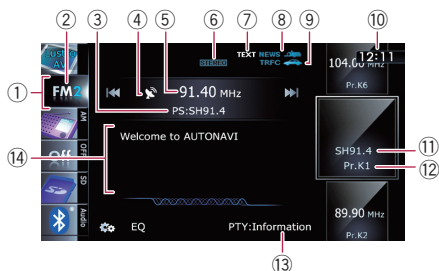 ② ③ ④ ⑤ ⑥ ⑦ ⑧ ⑨ ⑩
TEXT NEWS
TRFC
104.00 MHz
12:11
Pr.K6
① FM2
91.40 MHz
PS:SH91.4
AM
Off
OFF
⑭ Welcome to AUTONAVI
SH91.4 ⑪
Pr.K1 ⑫
SD
Audio
89.90 MHz
Pr.K2
EQ
PTY:Information
⑬